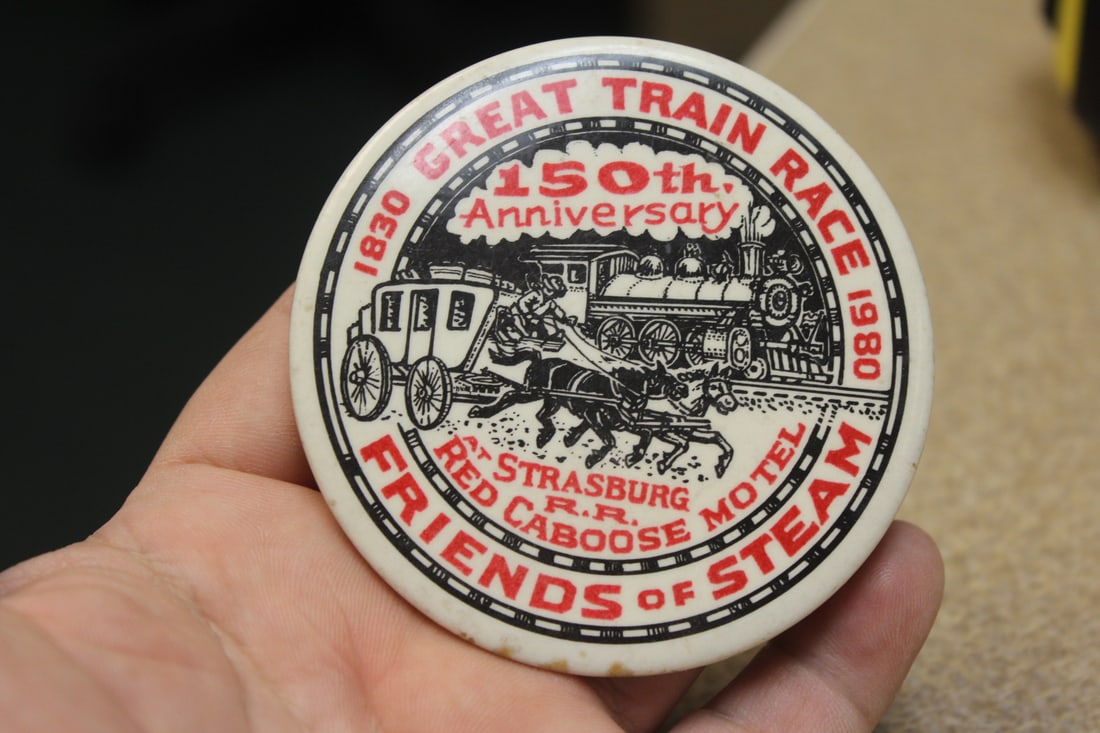 1830 GREAT TRAIN RACE 1980
150th.
Anniversary
AT STRASBURG
R.R.
RED CABOOSE MOTEL
FRIENDS OF STEAM